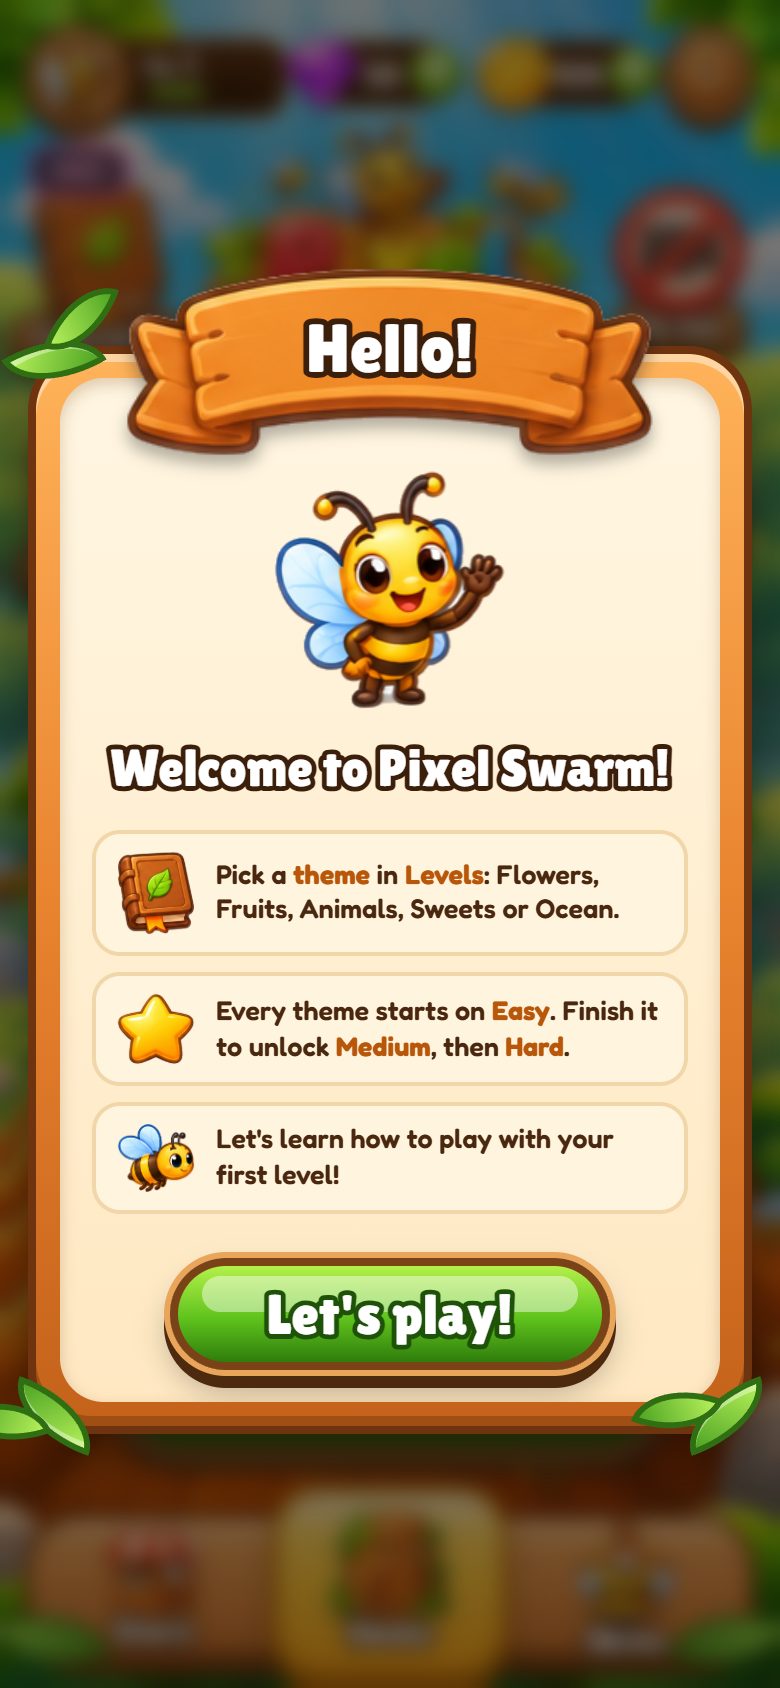 Hello!
Welcome to Pixel Swarm!
Pick a theme in Levels: Flowers,
Fruits, Animals, Sweets or Ocean.
Every theme starts on Easy. Finish it
to unlock Medium, then Hard.
Let's learn how to play with your
first level!
Let's play!